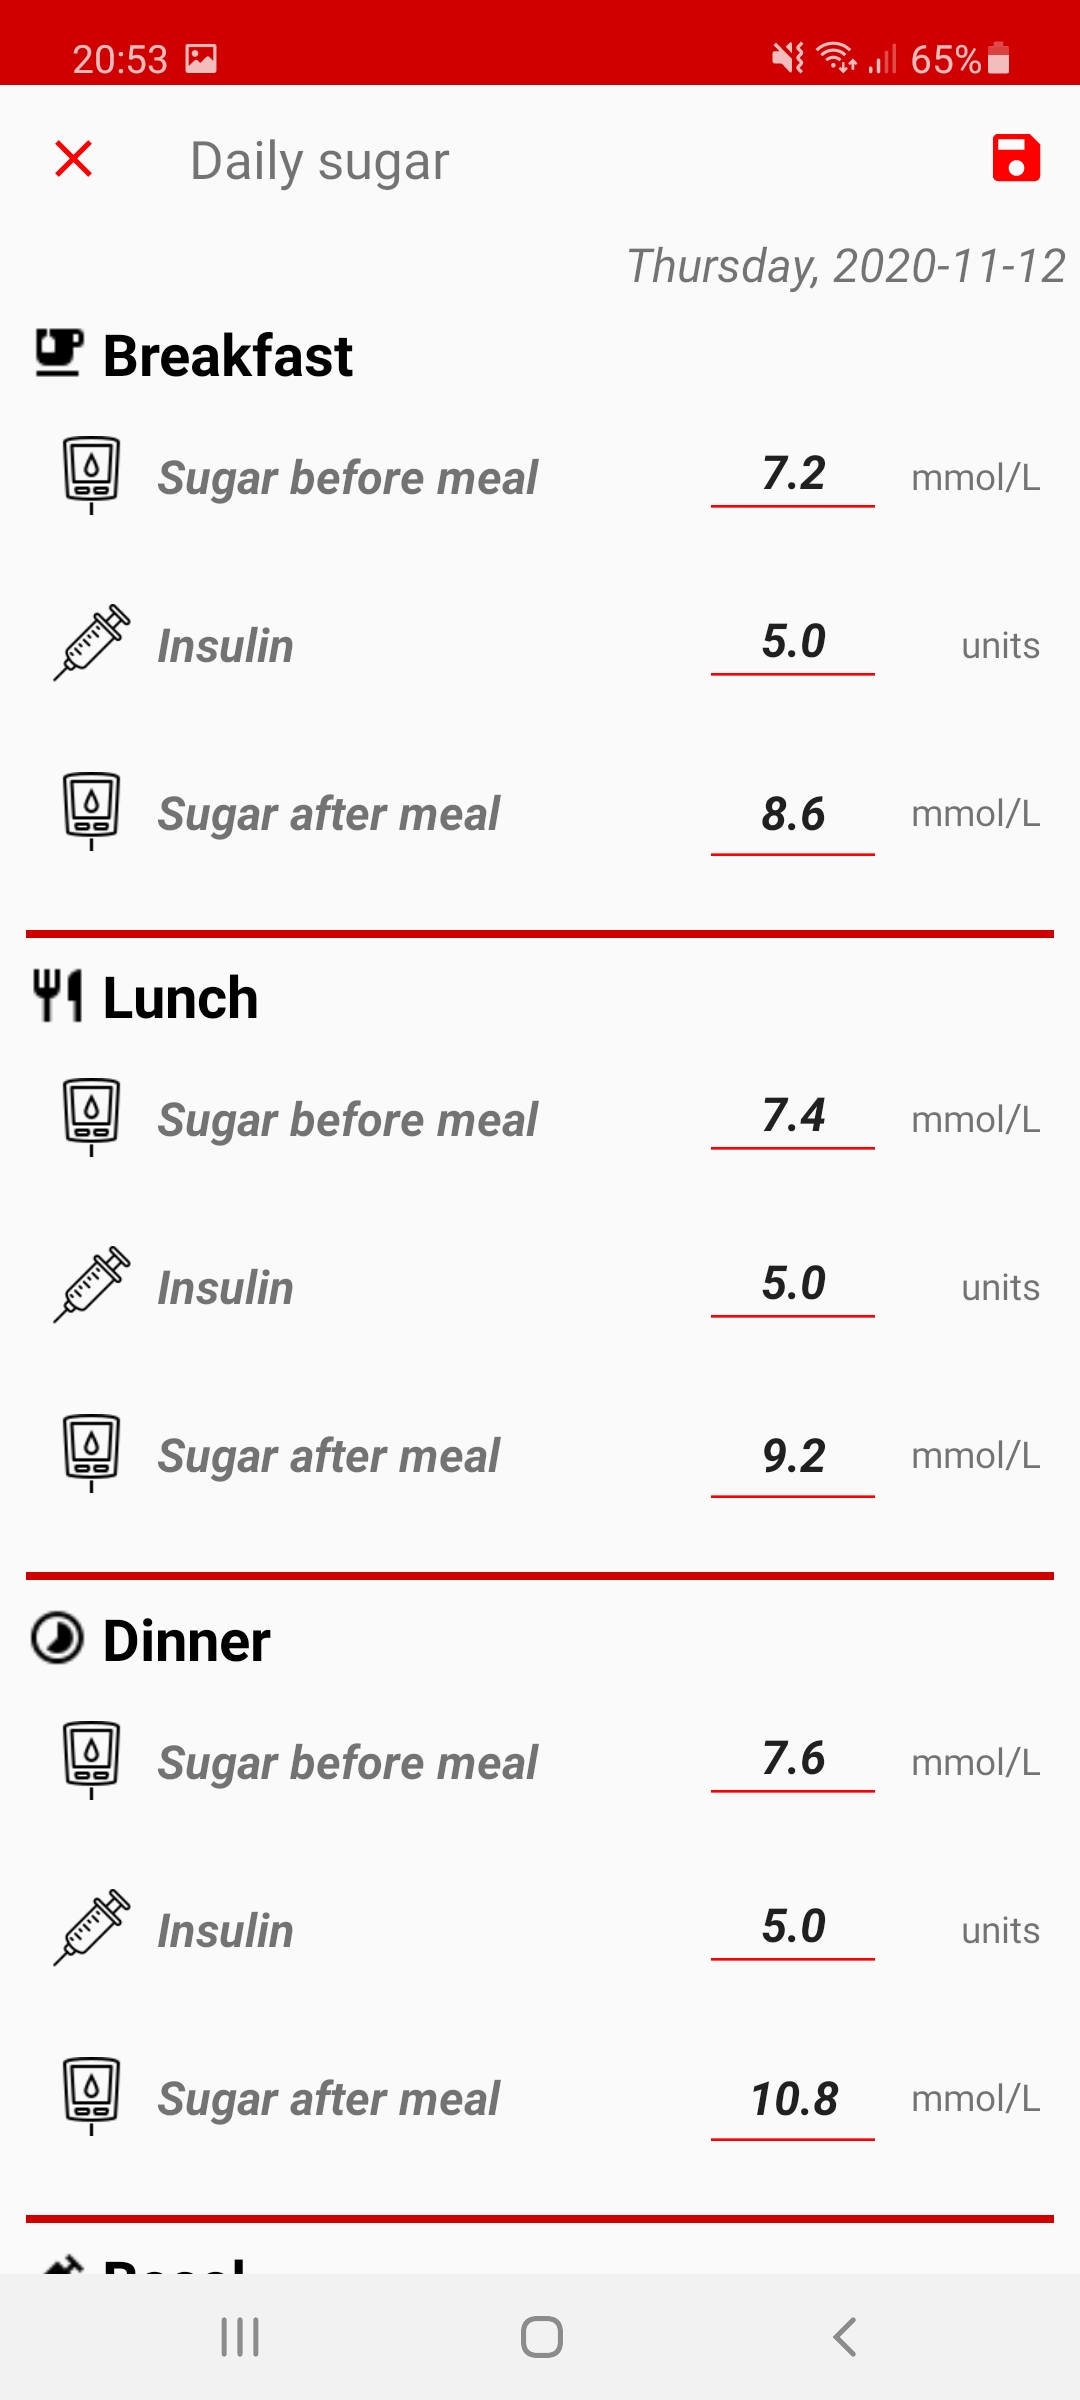 20:53 65%
Daily sugar
Thursday, 2020-11-12
Breakfast
Sugar before meal 7.2 mmol/L
Insulin 5.0 units
Sugar after meal 8.6 mmol/L
Lunch
Sugar before meal 7.4 mmol/L
Insulin 5.0 units
Sugar after meal 9.2 mmol/L
Dinner
Sugar before meal 7.6 mmol/L
Insulin 5.0 units
Sugar after meal 10.8 mmol/L
Basal